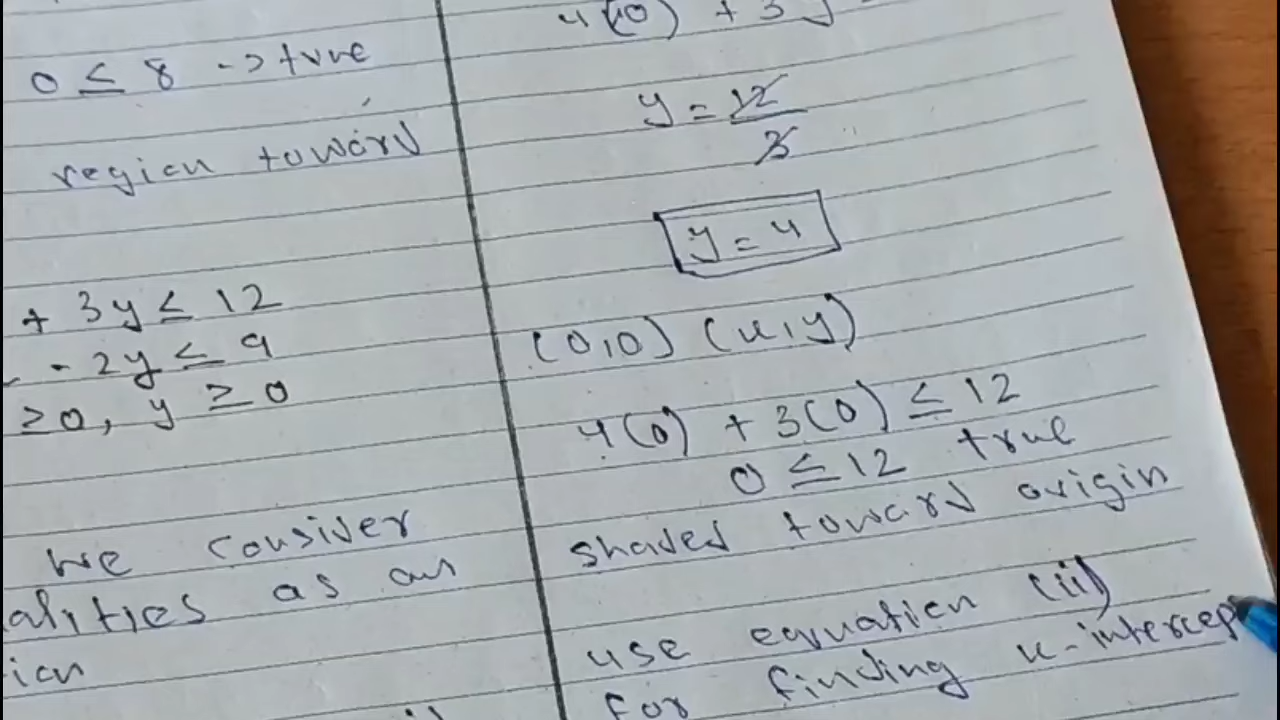 0 ≤ 8 -> true
region toward
+ 3y ≤ 12
- 2y ≤ 9
≥0, y ≥ 0
we consider
alities as an
ion
4(0) + 3y
y = 12/3
y = 4
(0,0) (x,y)
4(0) + 3(0) ≤ 12
0 ≤ 12 true
shaded toward origin
use equation (ii)
for finding x-intercep